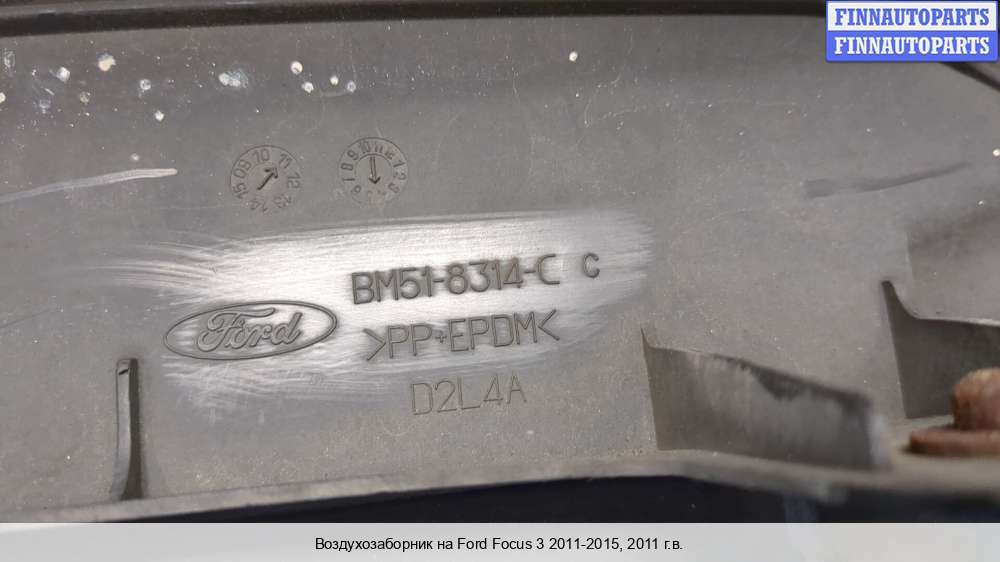 FINNAUTOPARTS
FINNAUTOPARTS
BM51-8314-C C
Ford
>PP+EPDM<
D2L4A
Воздухозаборник на Ford Focus 3 2011-2015, 2011 г.в.